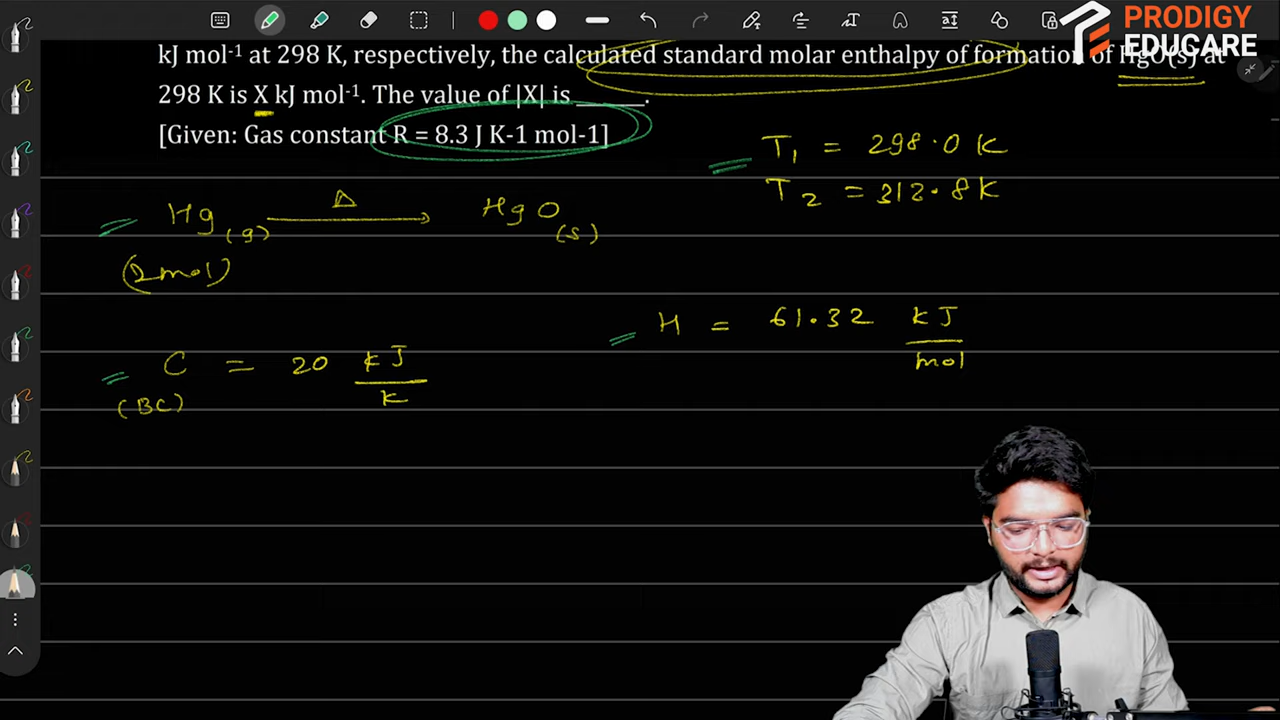 PRODIGY
EDUCARE
kJ mol-1 at 298 K, respectively, the calculated standard molar enthalpy of formation of HgO(s) at
298 K is X kJ mol-1. The value of |X| is ______.
[Given: Gas constant R = 8.3 J K-1 mol-1]
T1 = 298.0 K
T2 = 312.8 K
Hg(g) —Δ→ HgO(s)
(2mol)
H = 61.32 kJ/mol
C = 20 kJ/K
(BC)